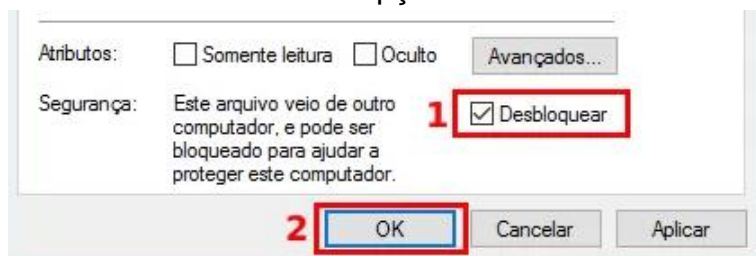 Atributos: Somente leitura Oculto Avançados...
Segurança: Este arquivo veio de outro
computador, e pode ser
bloqueado para ajudar a
proteger este computador.
1 Desbloquear
2 OK Cancelar Aplicar